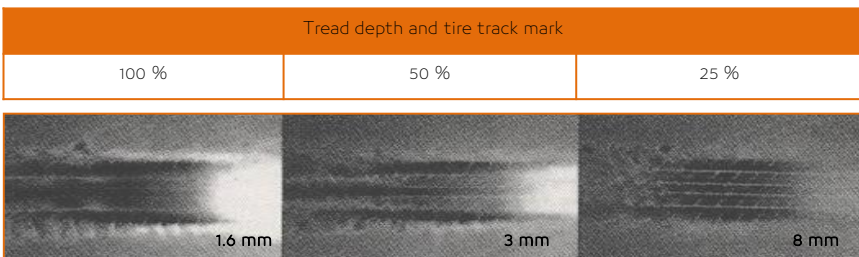 Tread depth and tire track mark
100 % 50 % 25 %
1.6 mm 3 mm 8 mm